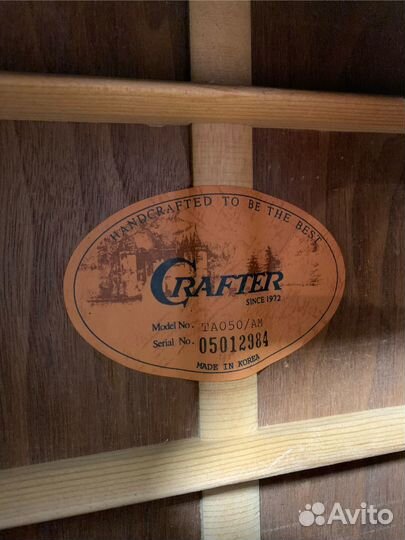 HANDCRAFTED TO BE THE BEST
CRAFTER
SINCE 1972
Model No. TA050/AM
Serial No. 05012984
MADE IN KOREA
Avito